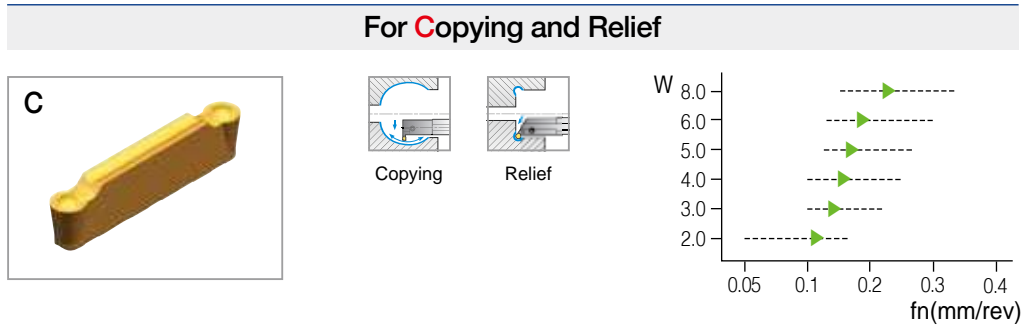 For Copying and Relief
C
Copying
Relief
W
8.0
6.0
5.0
4.0
3.0
2.0
0.05 0.1 0.2 0.3 0.4
fn(mm/rev)